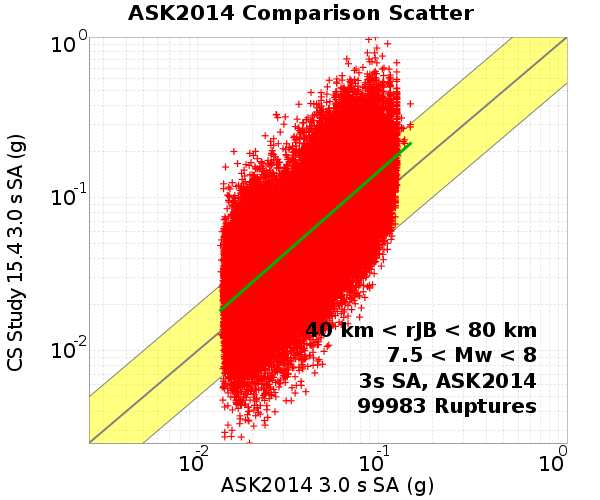 ASK2014 Comparison Scatter
CS Study 15.4 3.0 s SA (g)
10^0
10^-1
10^-2
40 km < rJB < 80 km
7.5 < Mw < 8
3s SA, ASK2014
99983 Ruptures
10^-2 10^-1 10^0
ASK2014 3.0 s SA (g)